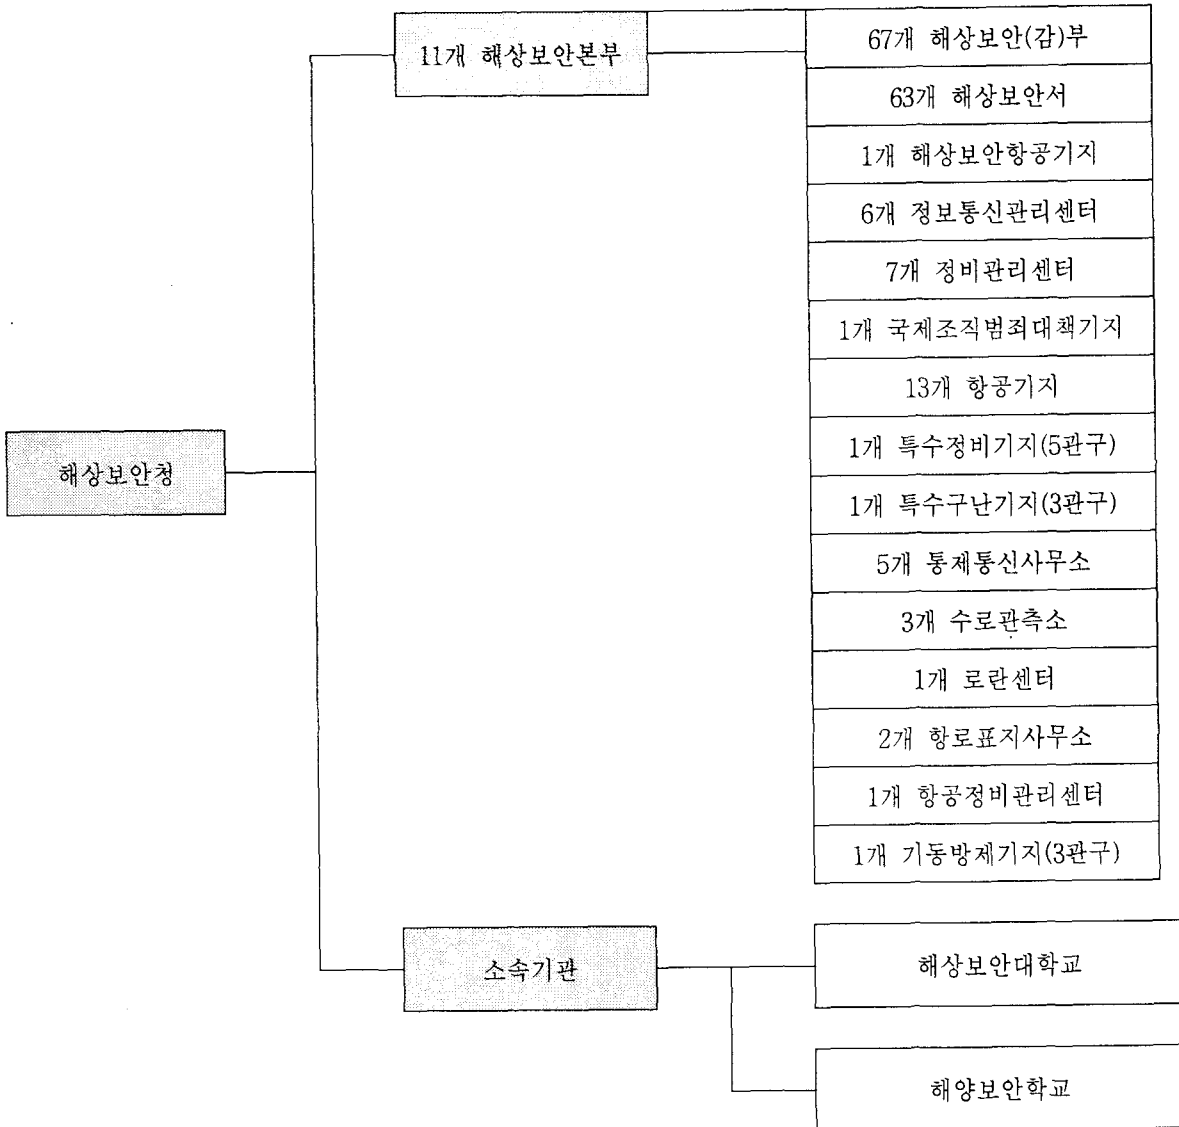 11개 해상보안본부
67개 해상보안(감)부
63개 해상보안서
1개 해상보안항공기지
6개 정보통신관리센터
7개 정비관리센터
1개 국제조직범죄대책기지
13개 항공기지
1개 특수정비기지(5관구)
1개 특수구난기지(3관구)
5개 통제통신사무소
3개 수로관측소
1개 로란센터
2개 항로표지사무소
1개 항공정비관리센터
1개 기동방제기지(3관구)
해상보안청
소속기관
해상보안대학교
해양보안학교